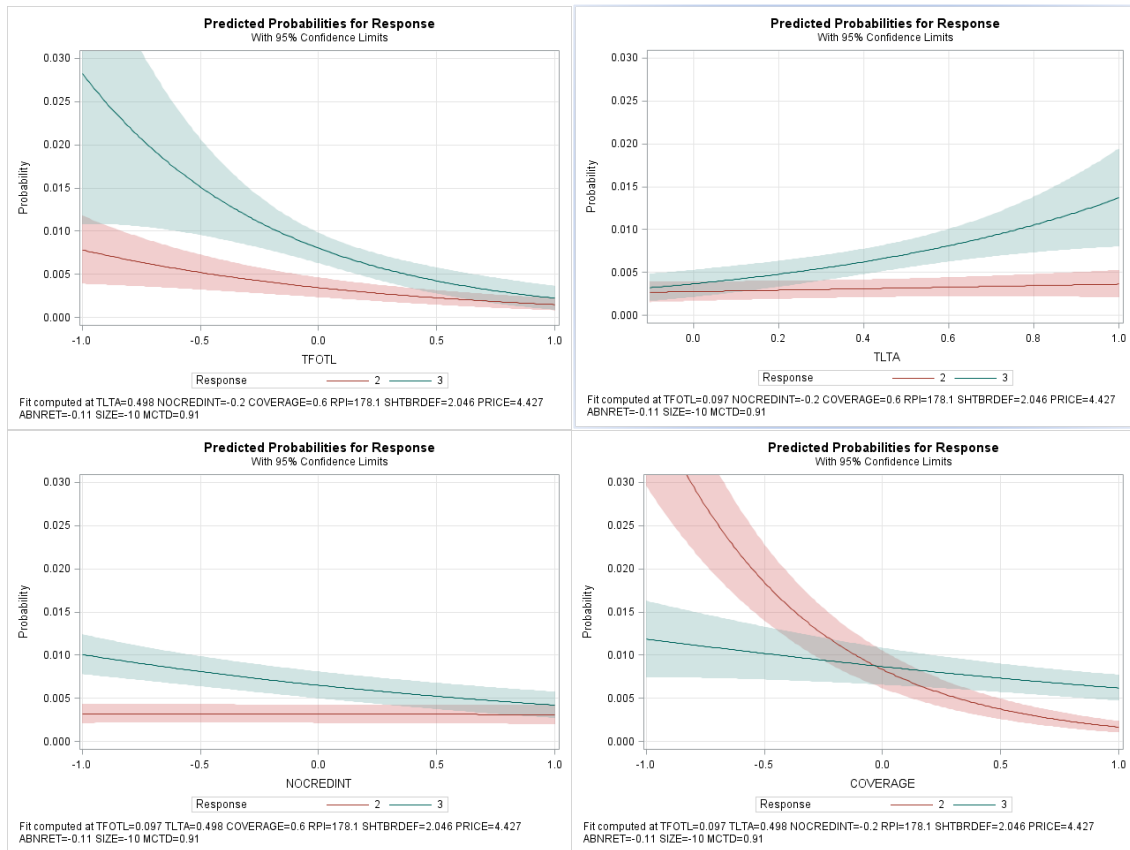 Predicted Probabilities for Response
With 95% Confidence Limits
Probability
0.030
0.025
0.020
0.015
0.010
0.005
0.000
-1.0 -0.5 0.0 0.5 1.0
TFOTL
Response 2 3
Fit computed at TLTA=0.498 NOCREDINT=-0.2 COVERAGE=0.6 RPI=178.1 SHTBRDEF=2.046 PRICE=4.427
ABNRET=-0.11 SIZE=-10 MCTD=0.91
Predicted Probabilities for Response
With 95% Confidence Limits
Probability
0.030
0.025
0.020
0.015
0.010
0.005
0.000
0.0 0.2 0.4 0.6 0.8 1.0
TLTA
Response 2 3
Fit computed at TFOTL=0.097 NOCREDINT=-0.2 COVERAGE=0.6 RPI=178.1 SHTBRDEF=2.046 PRICE=4.427
ABNRET=-0.11 SIZE=-10 MCTD=0.91
Predicted Probabilities for Response
With 95% Confidence Limits
Probability
0.030
0.025
0.020
0.015
0.010
0.005
0.000
-1.0 -0.5 0.0 0.5 1.0
NOCREDINT
Response 2 3
Fit computed at TFOTL=0.097 TLTA=0.498 COVERAGE=0.6 RPI=178.1 SHTBRDEF=2.046 PRICE=4.427
ABNRET=-0.11 SIZE=-10 MCTD=0.91
Predicted Probabilities for Response
With 95% Confidence Limits
Probability
0.030
0.025
0.020
0.015
0.010
0.005
0.000
-1.0 -0.5 0.0 0.5 1.0
COVERAGE
Response 2 3
Fit computed at TFOTL=0.097 TLTA=0.498 NOCREDINT=-0.2 RPI=178.1 SHTBRDEF=2.046 PRICE=4.427
ABNRET=-0.11 SIZE=-10 MCTD=0.91